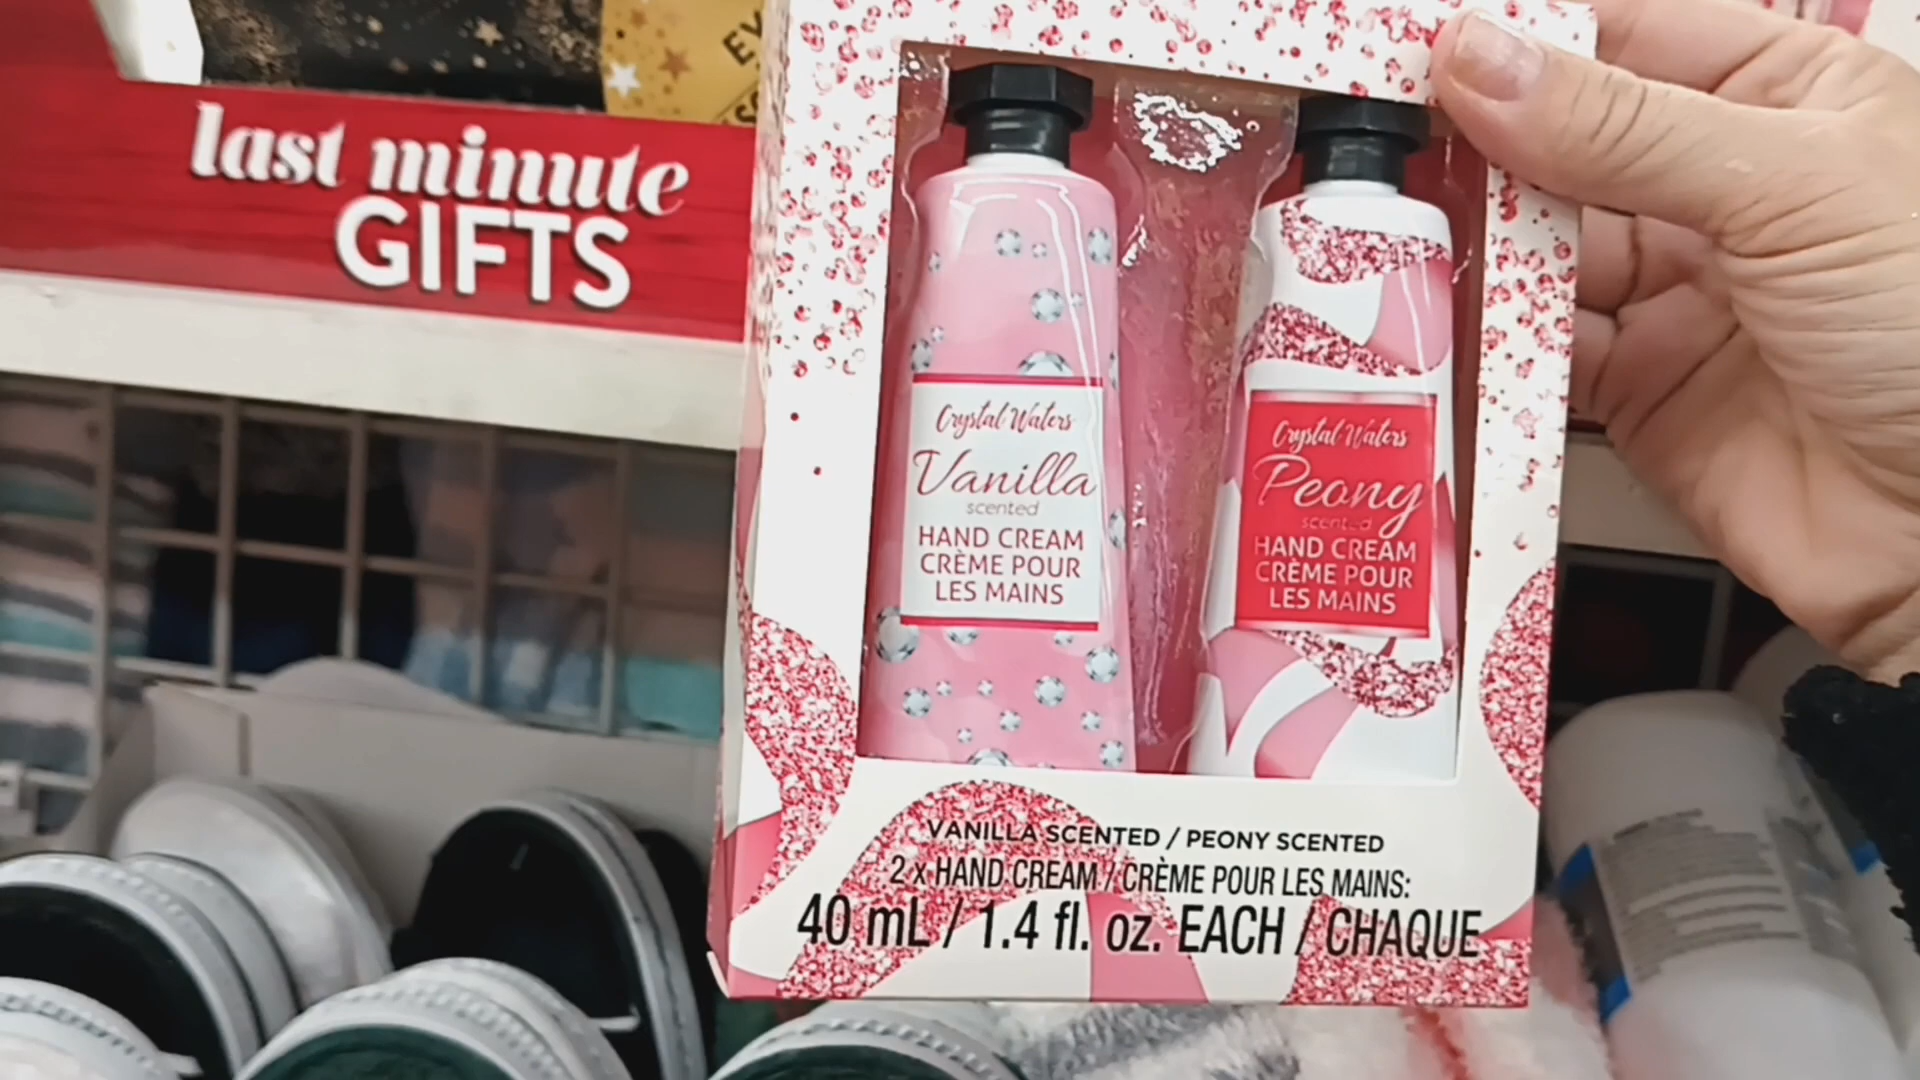 last minute
GIFTS
Crystal Waters
Vanilla
scented
HAND CREAM
CRÈME POUR
LES MAINS
Crystal Waters
Peony
scented
HAND CREAM
CRÈME POUR
LES MAINS
VANILLA SCENTED / PEONY SCENTED
2 x HAND CREAM / CRÈME POUR LES MAINS:
40 mL / 1.4 fl. oz. EACH / CHAQUE